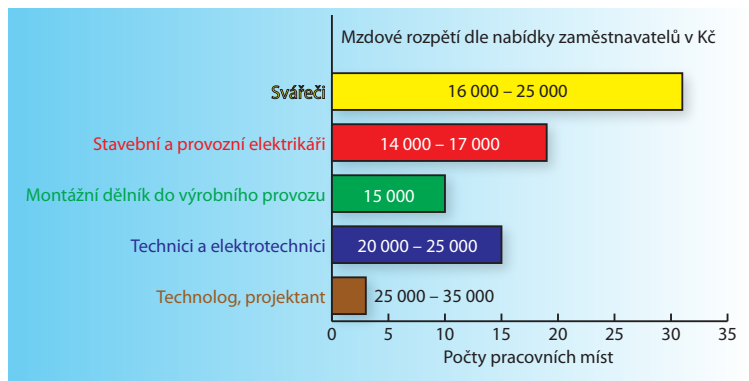 Mzdové rozpětí dle nabídky zaměstnavatelů v Kč
Svářeči
16 000 – 25 000
Stavební a provozní elektrikáři
14 000 – 17 000
Montážní dělník do výrobního provozu
15 000
Technici a elektrotechnici
20 000 – 25 000
Technolog, projektant
25 000 – 35 000
0 5 10 15 20 25 30 35
Počty pracovních míst